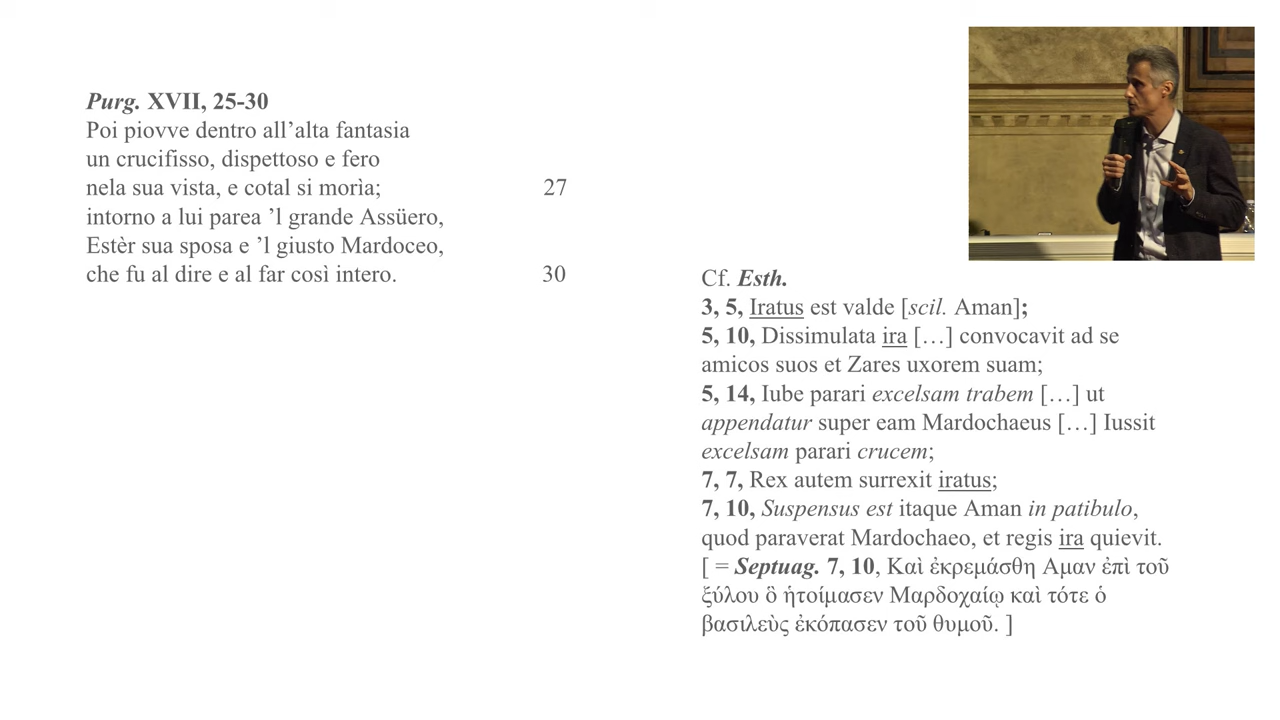 Purg. XVII, 25-30
Poi piovve dentro all’alta fantasia
un crucifisso, dispettoso e fero
nela sua vista, e cotal si morìa; 27
intorno a lui parea ’l grande Assüero,
Estèr sua sposa e ’l giusto Mardoceo,
che fu al dire e al far così intero. 30
Cf. Esth.
3, 5, Iratus est valde [scil. Aman];
5, 10, Dissimulata ira […] convocavit ad se
amicos suos et Zares uxorem suam;
5, 14, Iube parari excelsam trabem […] ut
appendatur super eam Mardochaeus […] Iussit
excelsam parari crucem;
7, 7, Rex autem surrexit iratus;
7, 10, Suspensus est itaque Aman in patibulo,
quod paraverat Mardochaeo, et regis ira quievit.
[ = Septuag. 7, 10, Καὶ ἐκρεμάσθη Αμαν ἐπὶ τοῦ
ξύλου ὃ ἡτοίμασεν Μαρδοχαίῳ καὶ τότε ὁ
βασιλεὺς ἐκόπασεν τοῦ θυμοῦ. ]